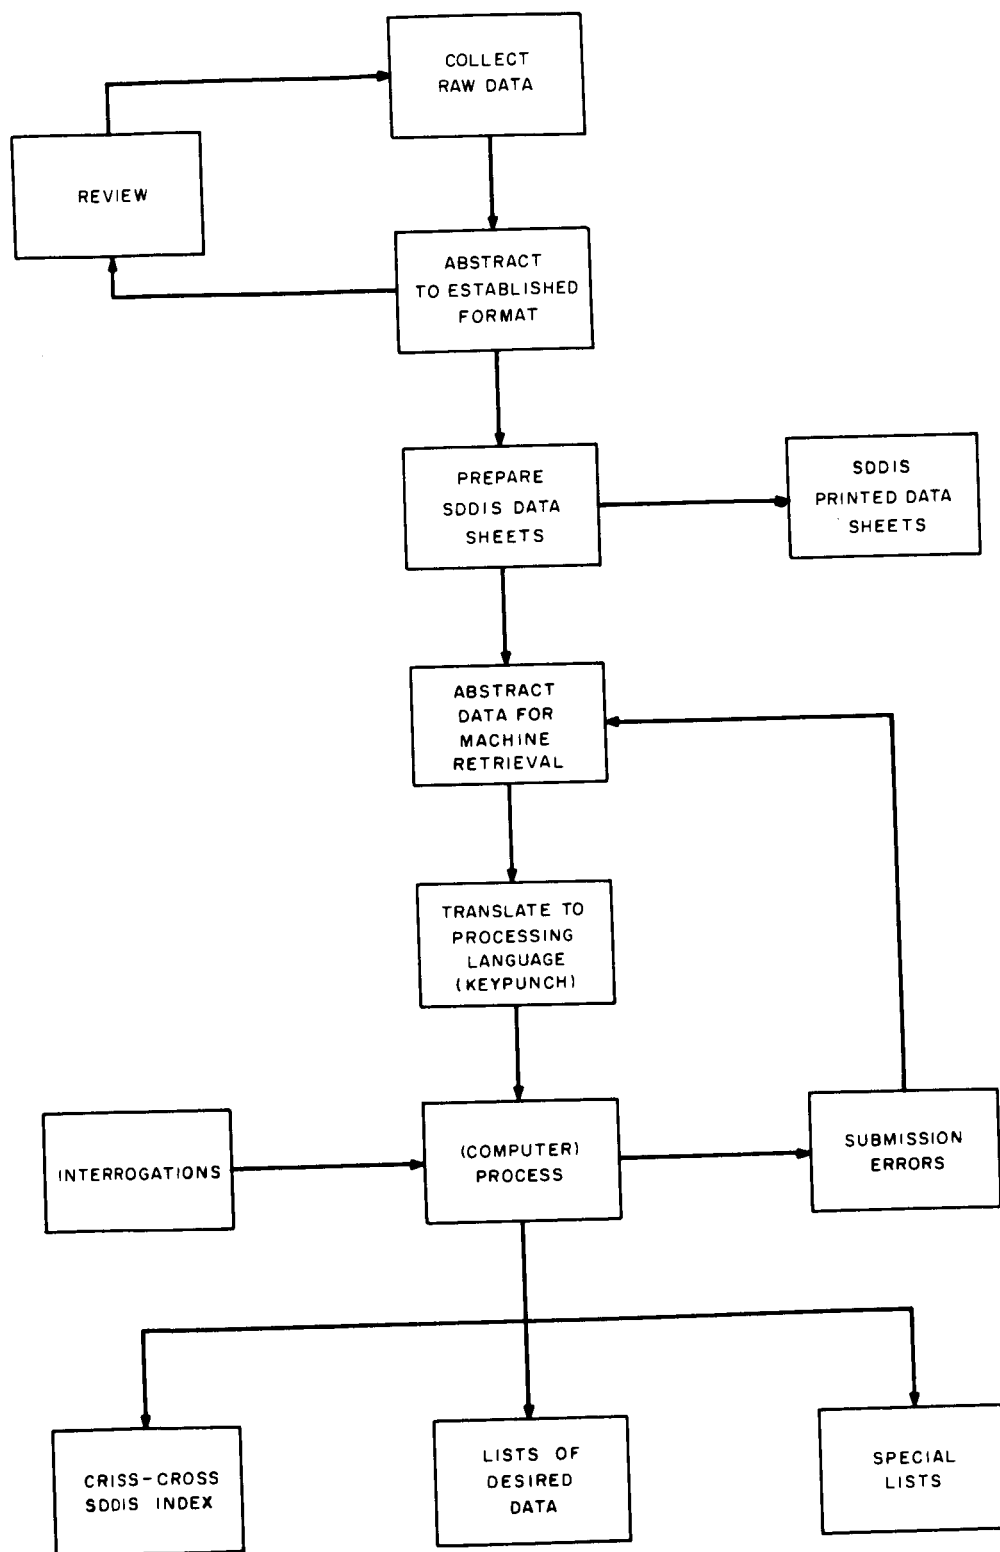 COLLECT
RAW DATA
REVIEW
ABSTRACT
TO ESTABLISHED
FORMAT
PREPARE
SDDIS DATA
SHEETS
SDDIS
PRINTED DATA
SHEETS
ABSTRACT
DATA FOR
MACHINE
RETRIEVAL
TRANSLATE TO
PROCESSING
LANGUAGE
(KEYPUNCH)
INTERROGATIONS
(COMPUTER)
PROCESS
SUBMISSION
ERRORS
CRISS-CROSS
SDDIS INDEX
LISTS OF
DESIRED
DATA
SPECIAL
LISTS